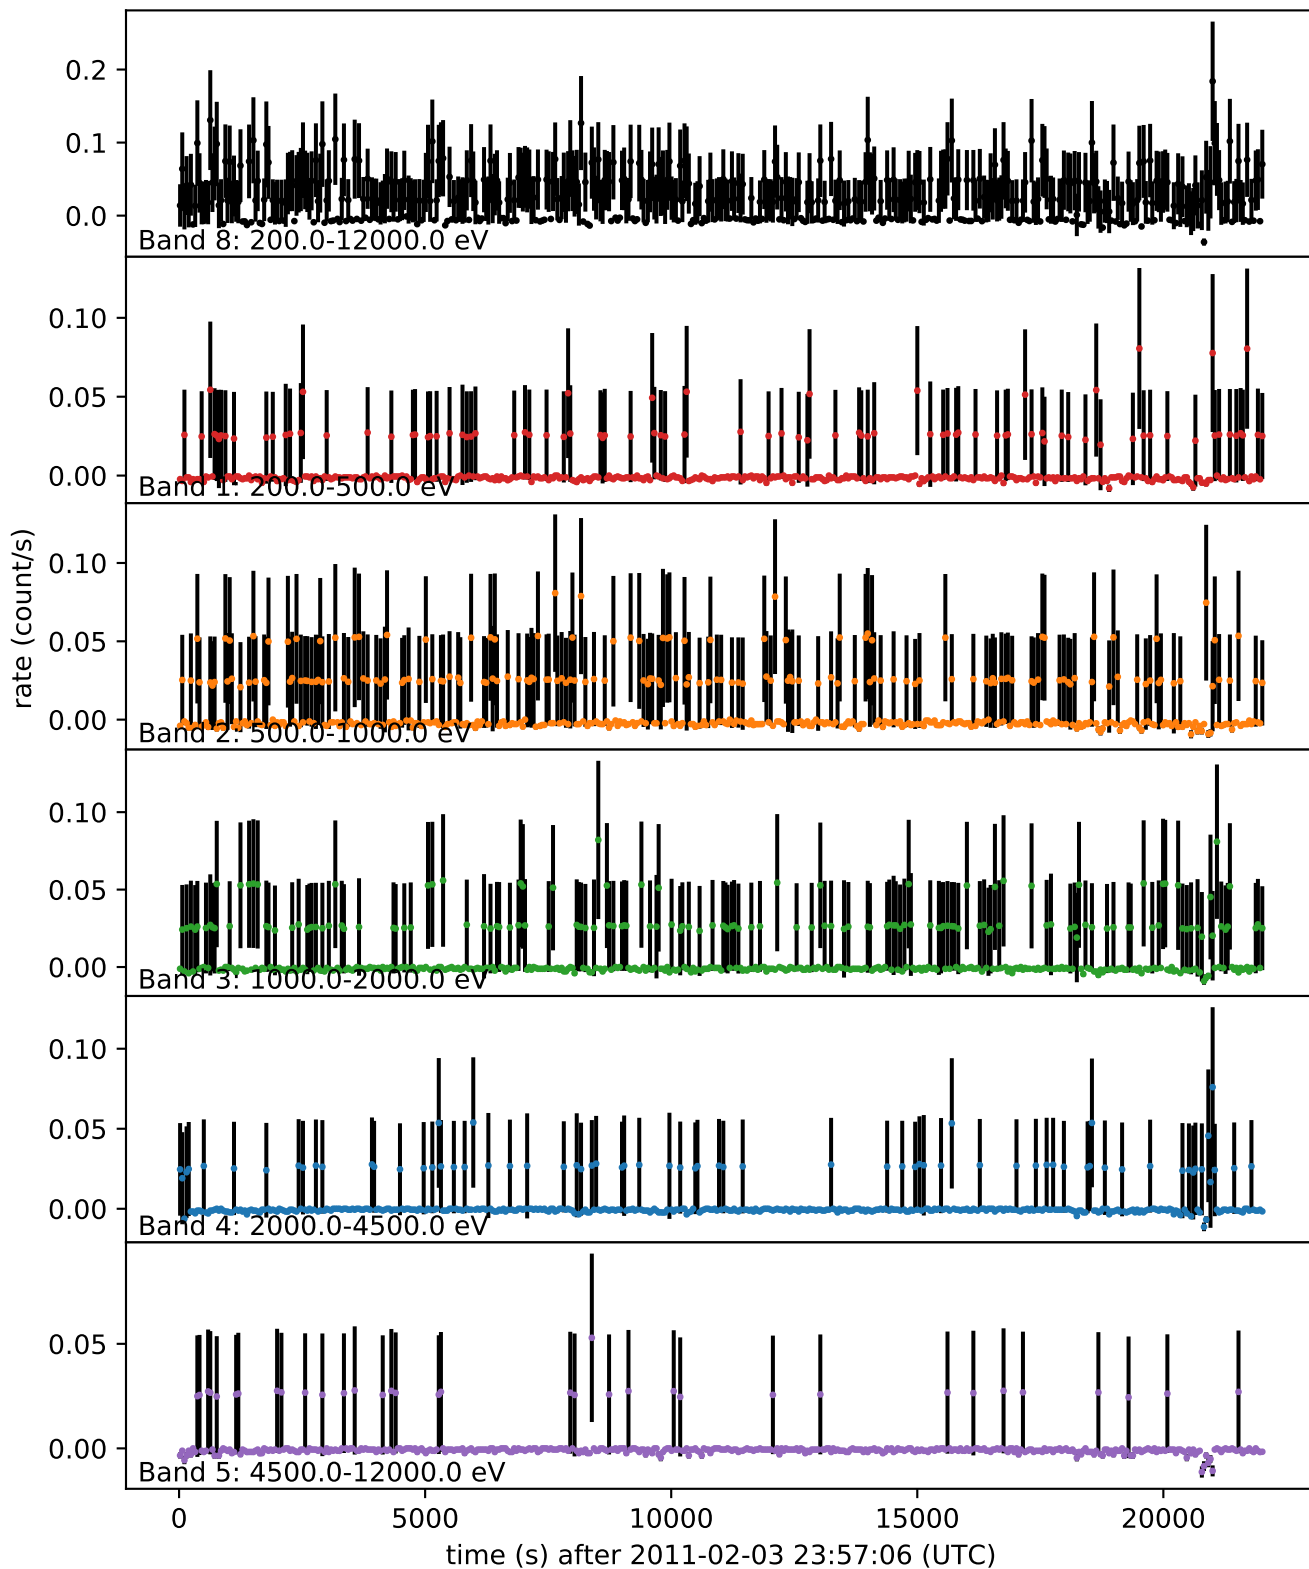 0.2
0.1
0.0
Band 8: 200.0-12000.0 eV
0.10
0.05
0.00
Band 1: 200.0-500.0 eV
rate (count/s)
0.10
0.05
0.00
Band 2: 500.0-1000.0 eV
0.10
0.05
0.00
Band 3: 1000.0-2000.0 eV
0.10
0.05
0.00
Band 4: 2000.0-4500.0 eV
0.05
0.00
Band 5: 4500.0-12000.0 eV
0 5000 10000 15000 20000
time (s) after 2011-02-03 23:57:06 (UTC)